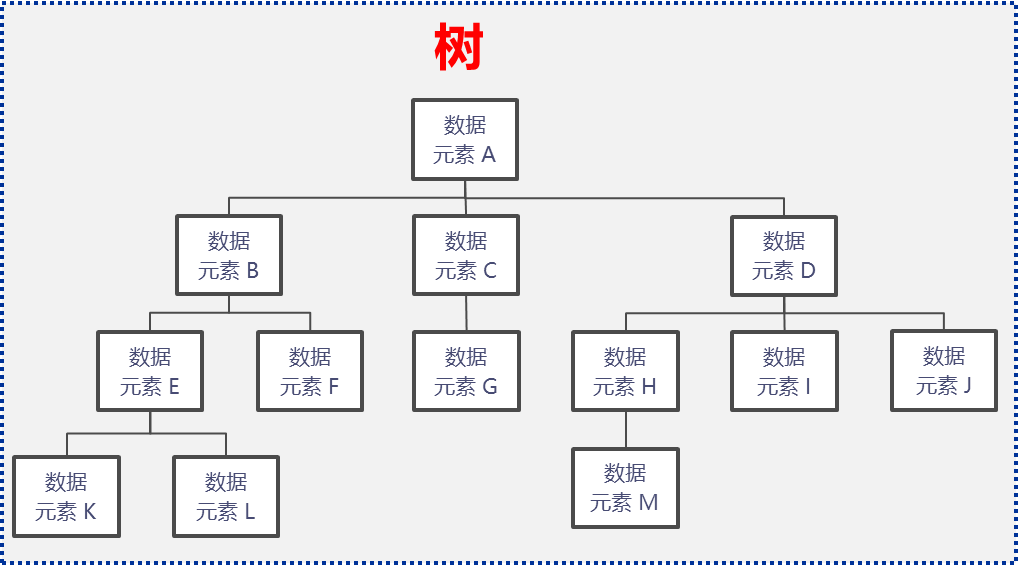 树
数据
元素 A
数据
元素 B
数据
元素 C
数据
元素 D
数据
元素 E
数据
元素 F
数据
元素 G
数据
元素 H
数据
元素 I
数据
元素 J
数据
元素 K
数据
元素 L
数据
元素 M